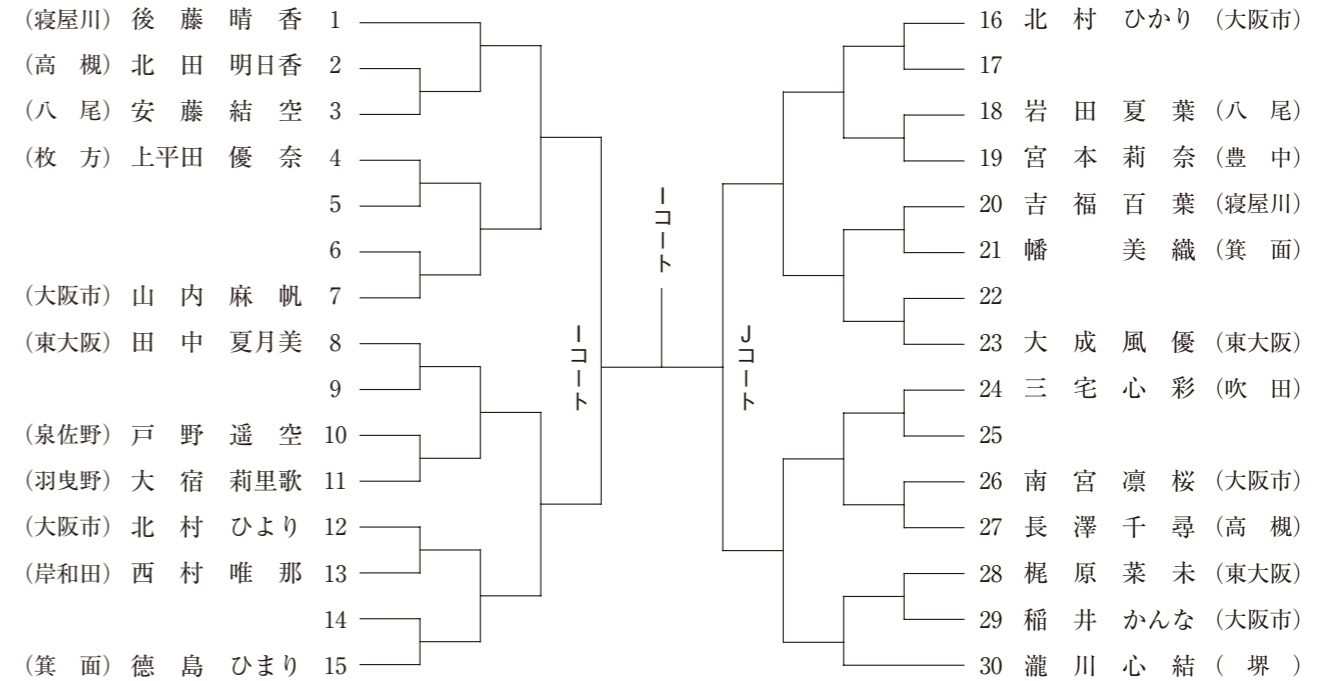 (寝屋川) 後藤晴香 1
(高槻) 北田明日香 2
(八尾) 安藤結空 3
(枚方) 上平田優奈 4
5
6
(大阪市) 山内麻帆 7
(東大阪) 田中夏月美 8
9
(泉佐野) 戸野遥空 10
(羽曳野) 大宿莉里歌 11
(大阪市) 北村ひより 12
(岸和田) 西村唯那 13
14
(箕面) 德島ひまり 15
Iコート
Iコート
Jコート
16 北村ひかり (大阪市)
17
18 岩田夏葉 (八尾)
19 宮本莉奈 (豊中)
20 吉福百葉 (寝屋川)
21 幡美織 (箕面)
22
23 大成風優 (東大阪)
24 三宅心彩 (吹田)
25
26 南宮凛桜 (大阪市)
27 長澤千尋 (高槻)
28 梶原菜未 (東大阪)
29 稲井かんな (大阪市)
30 瀧川心結 (堺)